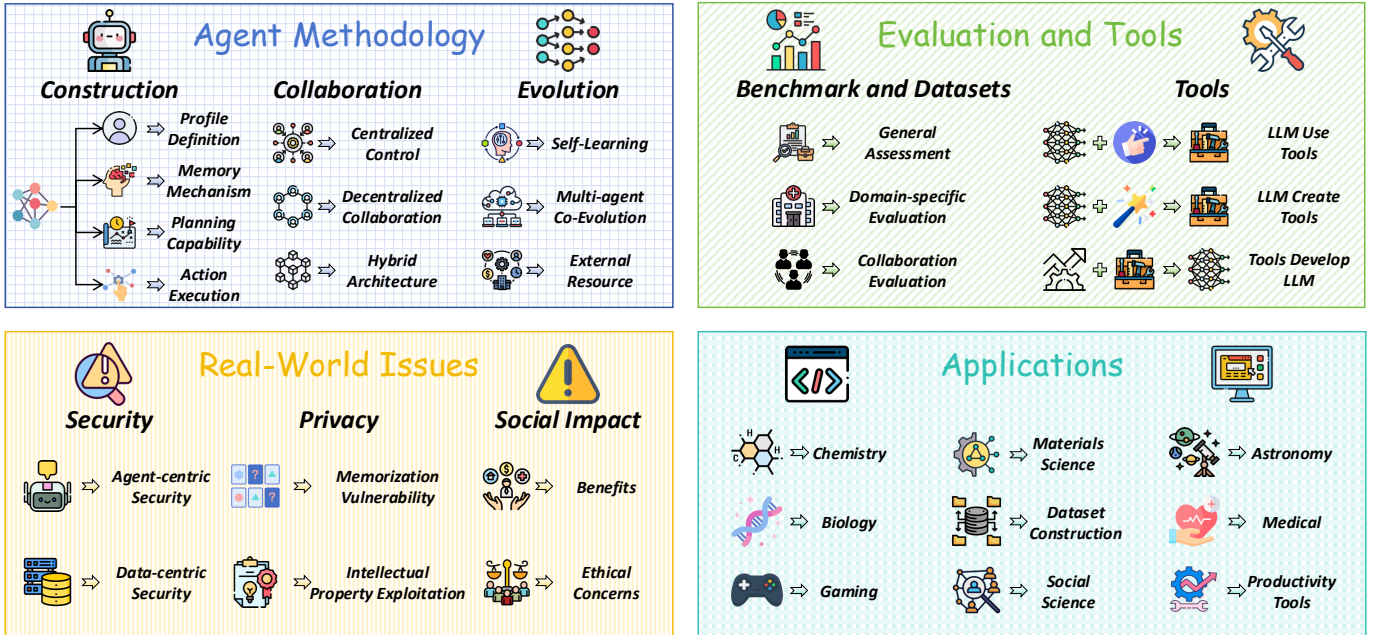 Agent Methodology
Construction
Collaboration
Evolution
Profile
Definition
Memory
Mechanism
Planning
Capability
Action
Execution
Centralized
Control
Decentralized
Collaboration
Hybrid
Architecture
Self-Learning
Multi-agent
Co-Evolution
External
Resource
Evaluation and Tools
Benchmark and Datasets
Tools
General
Assessment
Domain-specific
Evaluation
Collaboration
Evaluation
LLM Use
Tools
LLM Create
Tools
Tools Develop
LLM
Real-World Issues
Security
Privacy
Social Impact
Agent-centric
Security
Data-centric
Security
Memorization
Vulnerability
Intellectual
Property Exploitation
Benefits
Ethical
Concerns
Applications
Chemistry
Biology
Gaming
Materials
Science
Dataset
Construction
Social
Science
Astronomy
Medical
Productivity
Tools